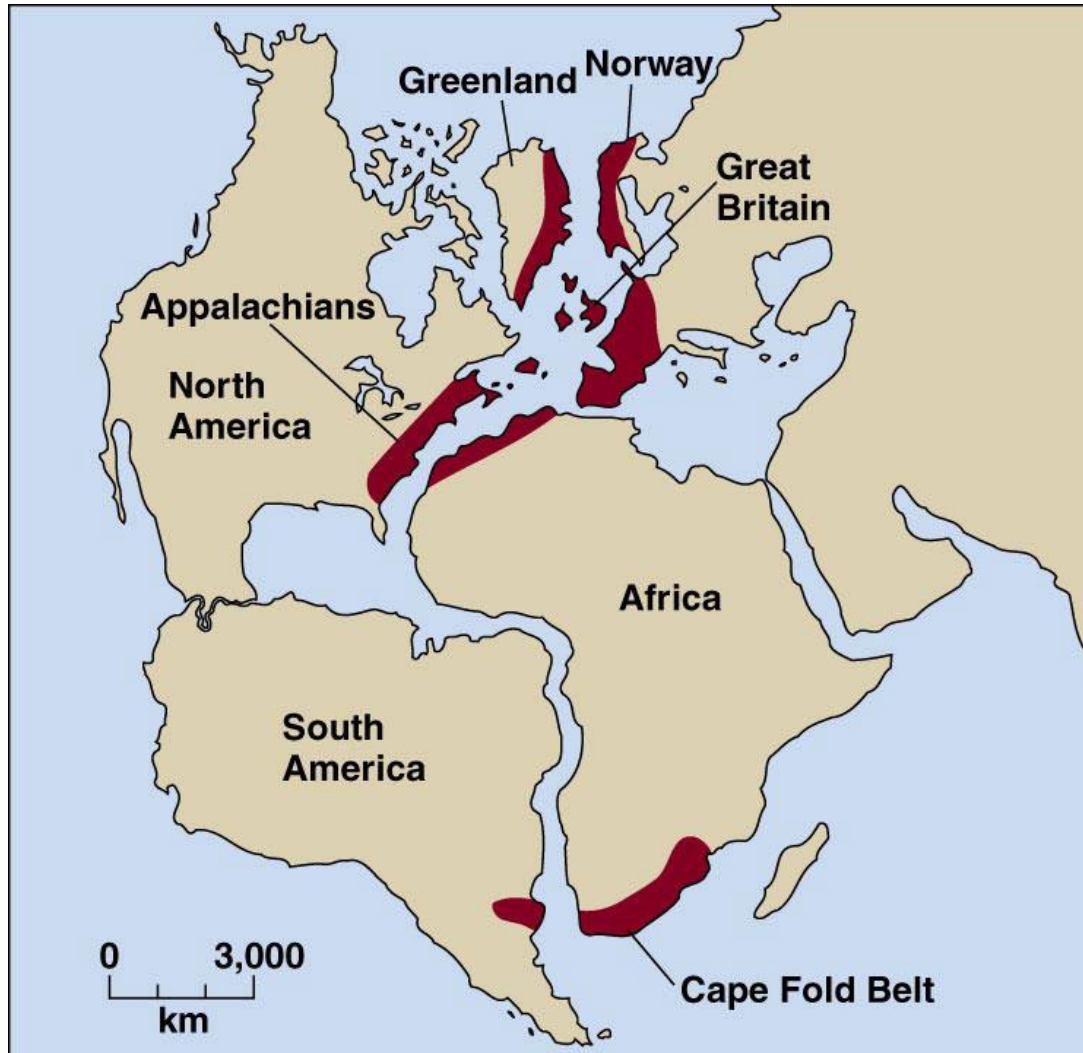 Norway
Greenland
Great
Britain
Appalachians
North
America
Africa
South
America
0 3,000
km
Cape Fold Belt